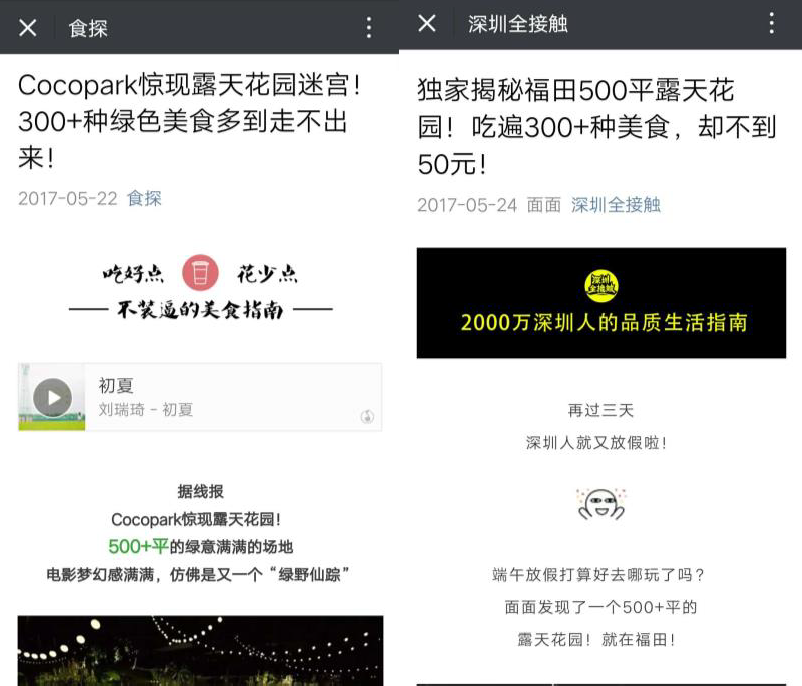 食探
Cocopark惊现露天花园迷宫！
300+种绿色美食多到走不出
来！
2017-05-22 食探
吃好点 花少点
不装逼的美食指南
初夏
刘瑞琦 - 初夏
据线报
Cocopark惊现露天花园！
500+平的绿意满满的场地
电影梦幻感满满，仿佛是又一个“绿野仙踪”
深圳全接触
独家揭秘福田500平露天花
园！吃遍300+种美食，却不到
50元！
2017-05-24 面面 深圳全接触
深圳
全接触
2000万深圳人的品质生活指南
再过三天
深圳人就又放假啦！
端午放假打算好去哪玩了吗？
面面发现了一个500+平的
露天花园！就在福田！